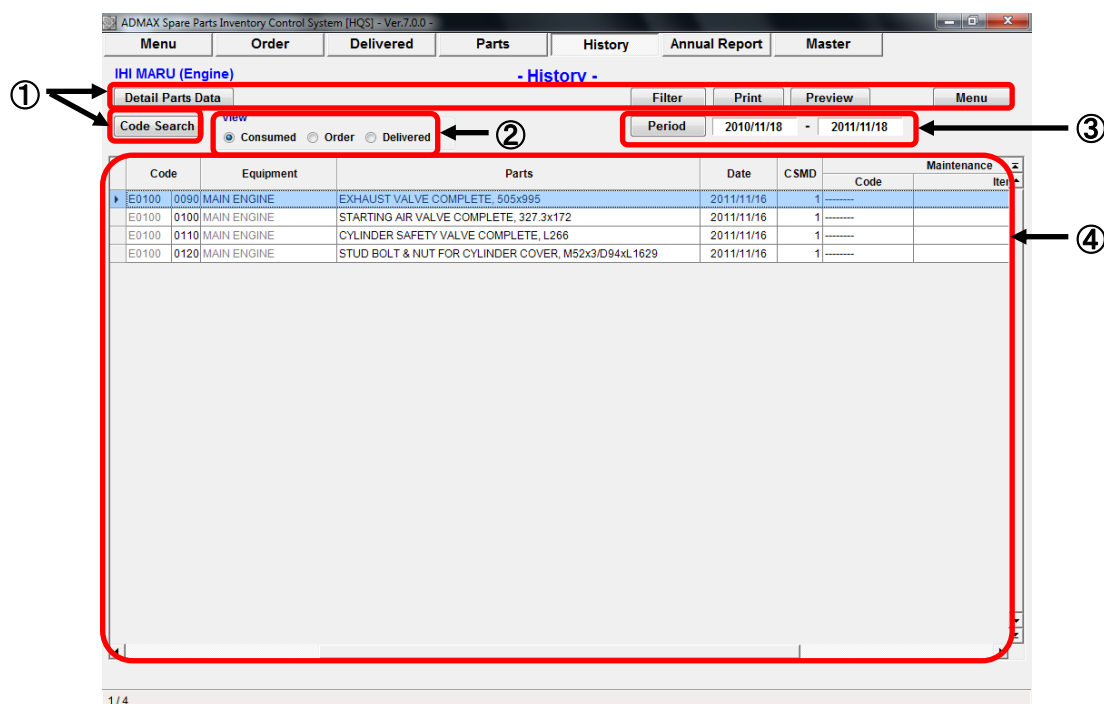 ADMAX Spare Parts Inventory Control System [HQS] - Ver.7.0.0 -
Menu Order Delivered Parts History Annual Report Master
IHI MARU (Engine) - History -
① Detail Parts Data Filter Print Preview Menu
Code Search View Period 2010/11/18 - 2011/11/18 ③
Consumed Order Delivered ②
Code Equipment Parts Date CSMD Maintenance
Code Item
E0100 0090 MAIN ENGINE EXHAUST VALVE COMPLETE, 505x995 2011/11/16 1 --------
E0100 0100 MAIN ENGINE STARTING AIR VALVE COMPLETE, 327.3x172 2011/11/16 1 --------
E0100 0110 MAIN ENGINE CYLINDER SAFETY VALVE COMPLETE, L266 2011/11/16 1 -------- ④
E0100 0120 MAIN ENGINE STUD BOLT & NUT FOR CYLINDER COVER, M52x3/D94xL1629 2011/11/16 1 --------
1 / 4